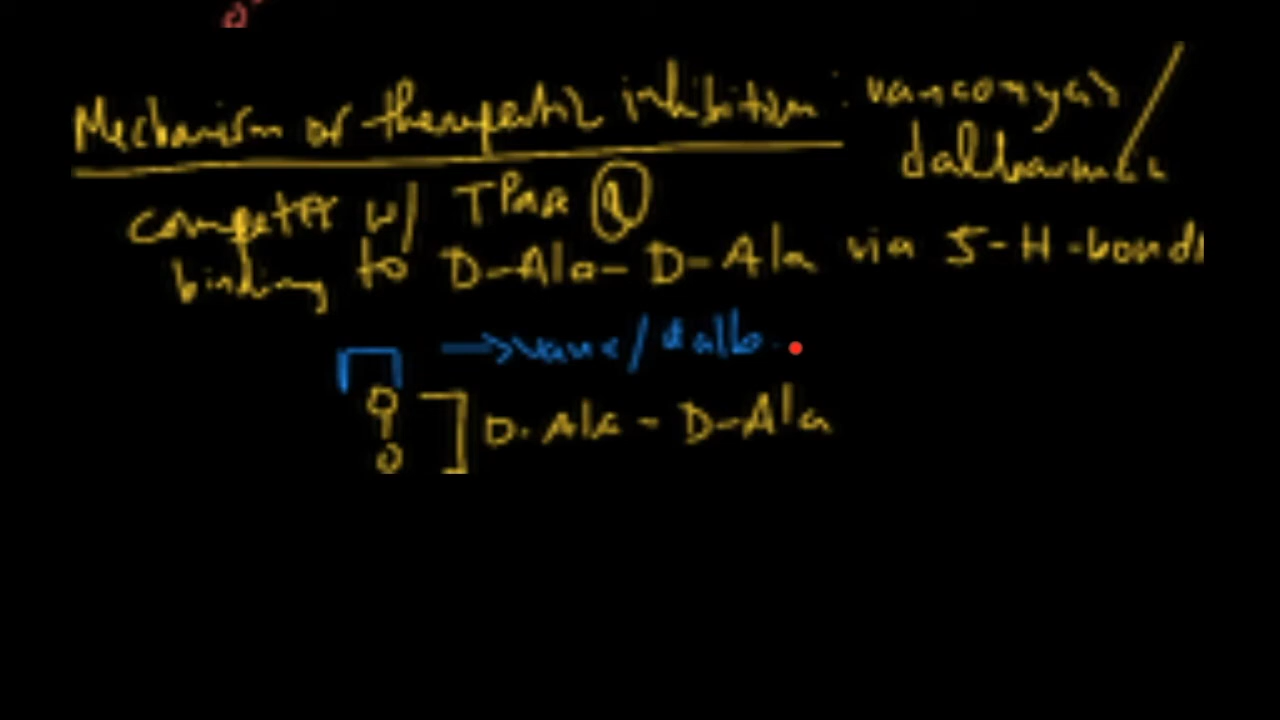 Mechanism of therapeutic inhibition: vancomycin /
dalbavancin
competes w/ TPase @
binding to D-Ala-D-Ala via 5-H-bonds
→ vanc/dalb.
D-Ala-D-Ala